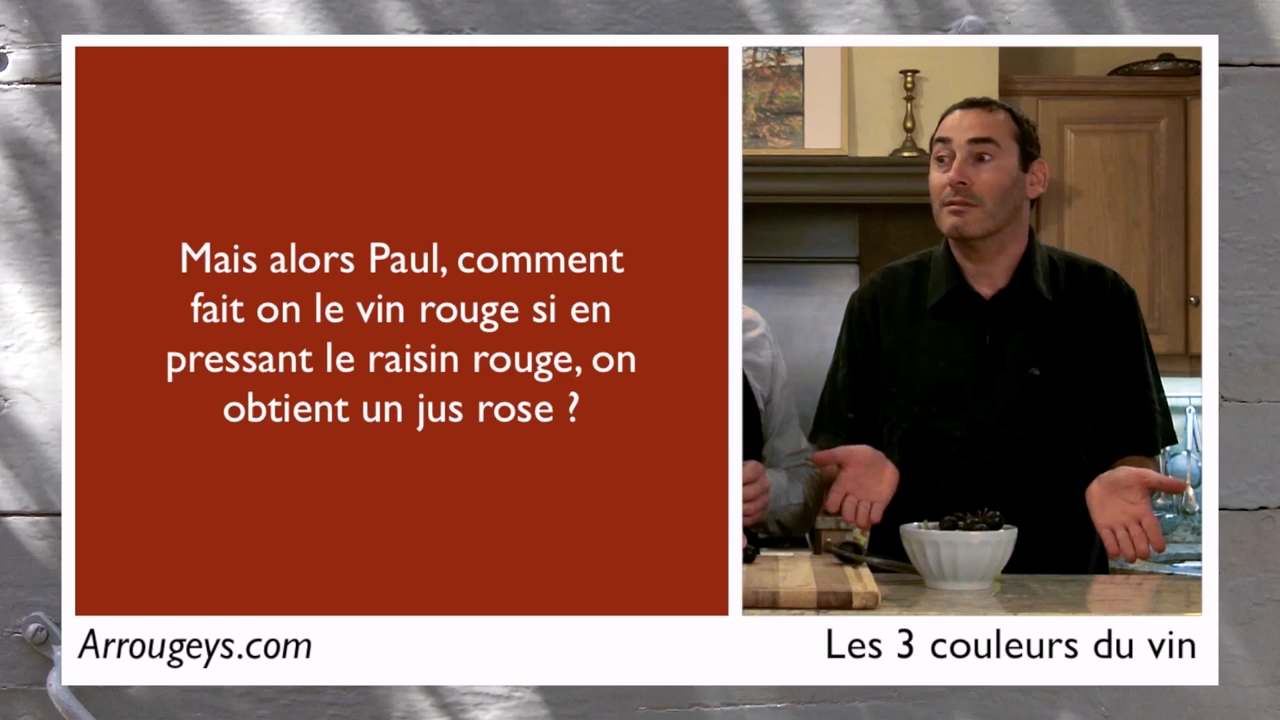 Mais alors Paul, comment
fait on le vin rouge si en
pressant le raisin rouge, on
obtient un jus rose ?
Arrougeys.com
Les 3 couleurs du vin